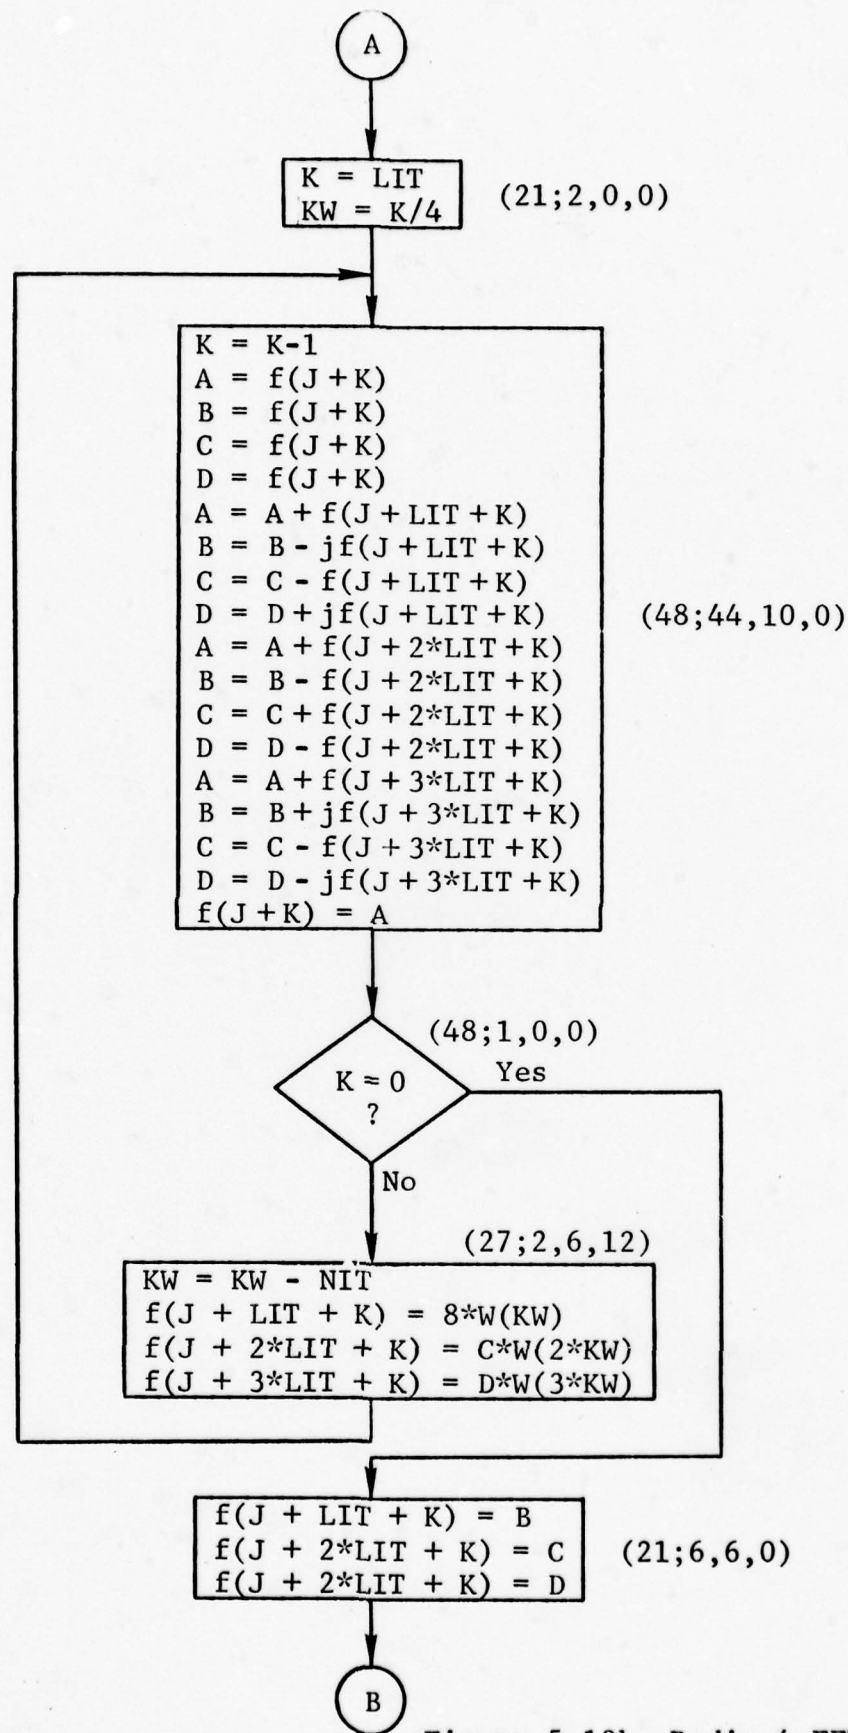 A
K = LIT
KW = K/4
(21;2,0,0)
K = K-1
A = f(J+K)
B = f(J+K)
C = f(J+K)
D = f(J+K)
A = A+f(J+LIT+K)
B = B-jf(J+LIT+K)
C = C-f(J+LIT+K)
D = D+jf(J+LIT+K)
A = A+f(J+2*LIT+K)
B = B-f(J+2*LIT+K)
C = C+f(J+2*LIT+K)
D = D-f(J+2*LIT+K)
A = A+f(J+3*LIT+K)
B = B+jf(J+3*LIT+K)
C = C-f(J+3*LIT+K)
D = D-jf(J+3*LIT+K)
f(J+K) = A
(48;44,10,0)
(48;1,0,0)
K=0
?
Yes
No
(27;2,6,12)
KW = KW - NIT
f(J + LIT + K) = 8*W(KW)
f(J + 2*LIT + K) = C*W(2*KW)
f(J + 3*LIT + K) = D*W(3*KW)
f(J + LIT + K) = B
f(J + 2*LIT + K) = C
f(J + 2*LIT + K) = D
(21;6,6,0)
B